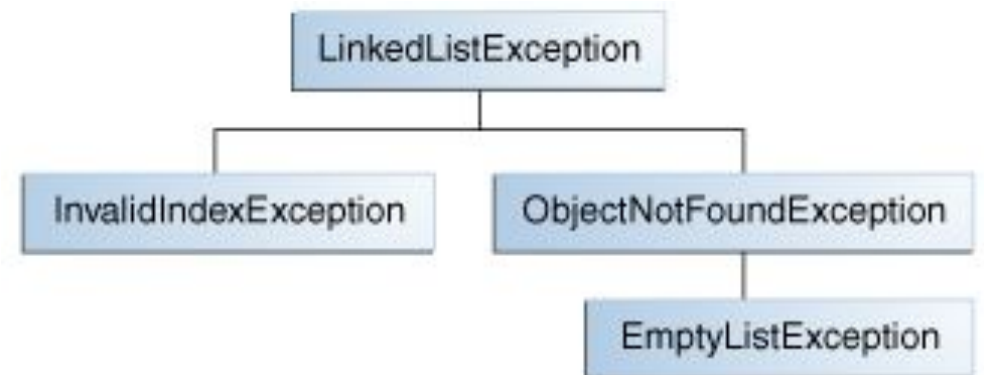 LinkedListException
InvalidIndexException
ObjectNotFoundException
EmptyListException